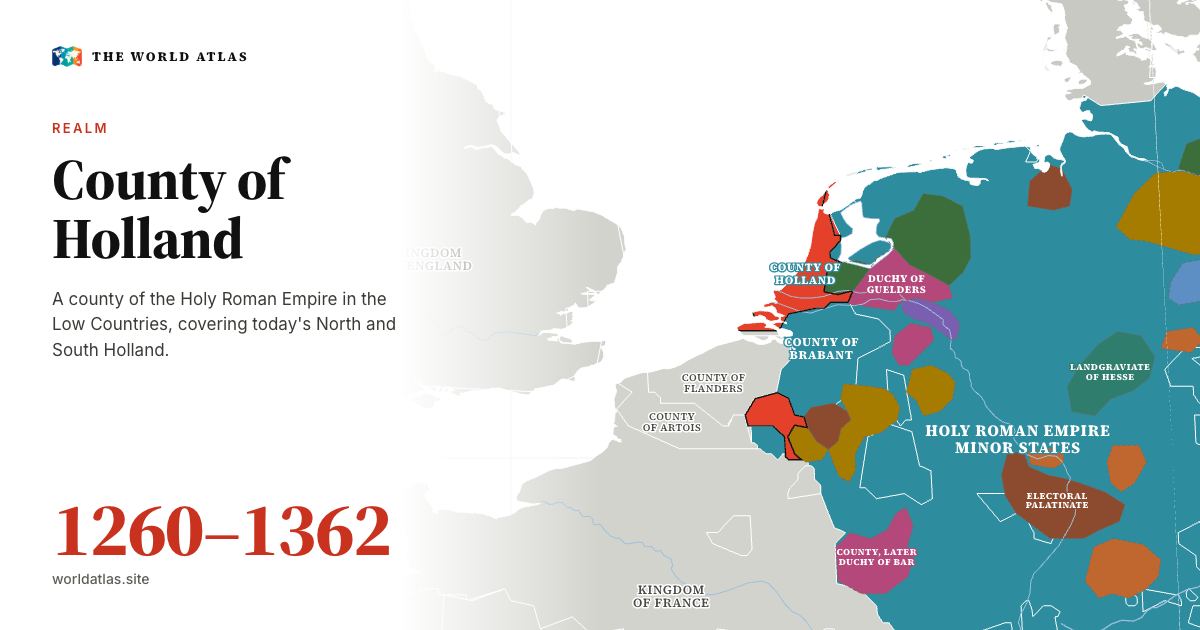 THE WORLD ATLAS
REALM
County of
Holland
A county of the Holy Roman Empire in the
Low Countries, covering today's North and
South Holland.
1260–1362
worldatlas.site
INGDOM
ENGLAND
COUNTY OF
HOLLAND
DUCHY OF
GUELDERS
COUNTY OF
BRABANT
COUNTY OF
FLANDERS
COUNTY
OF ARTOIS
LANDGRAVIATE
OF HESSE
HOLY ROMAN EMPIRE
MINOR STATES
ELECTORAL
PALATINATE
COUNTY, LATER
DUCHY OF BAR
KINGDOM
OF FRANCE